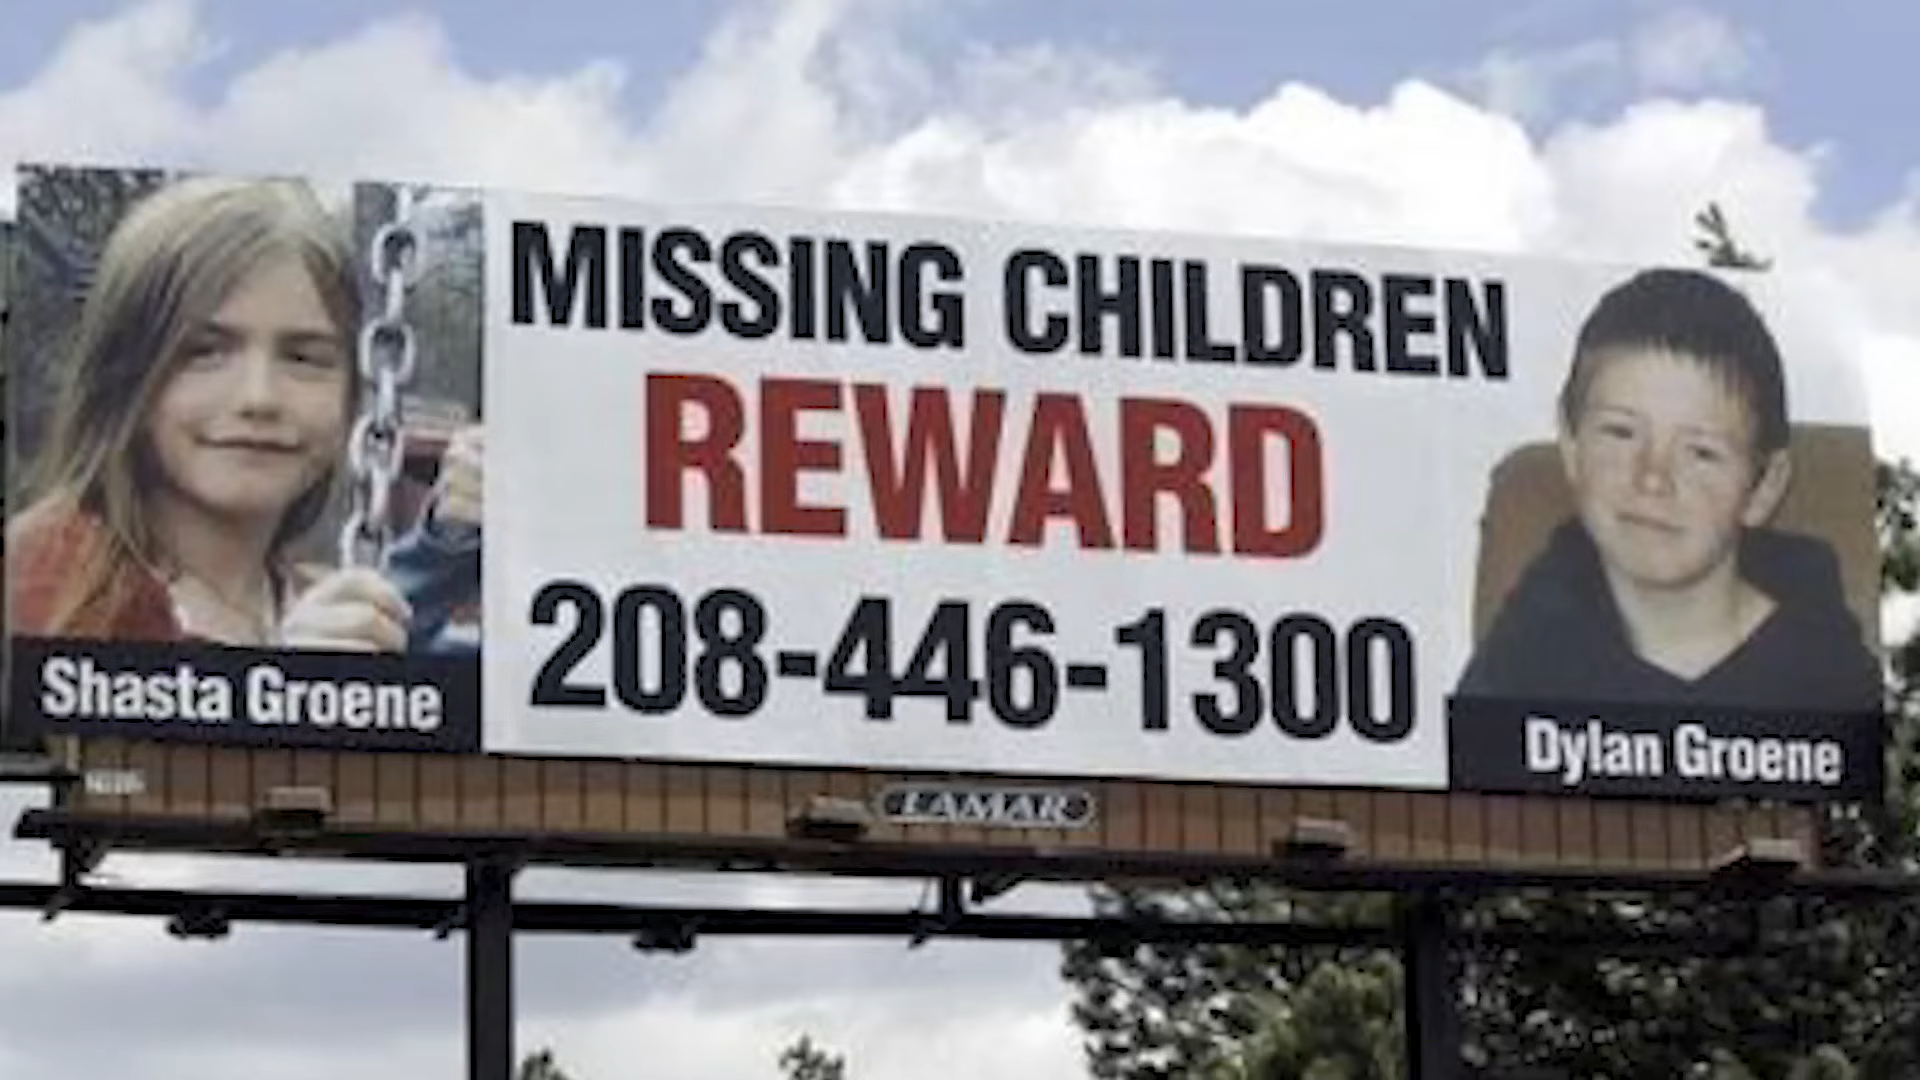 MISSING CHILDREN
REWARD
208-446-1300
Shasta Groene
Dylan Groene
LAMAR